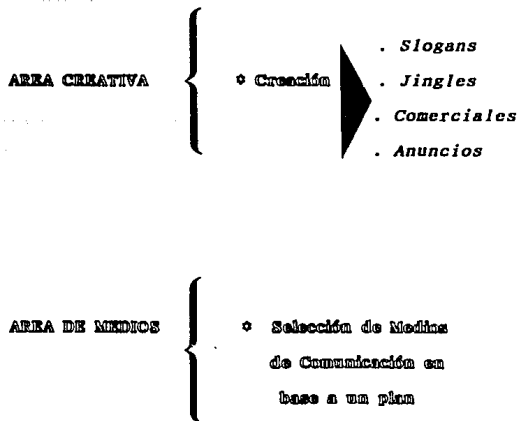 . Slogans
AREA CREATIVA * Creación . Jingles
. Comerciales
. Anuncios
AREA DE MEDIOS * Selección de Medios
de Comunicación en
base a un plan